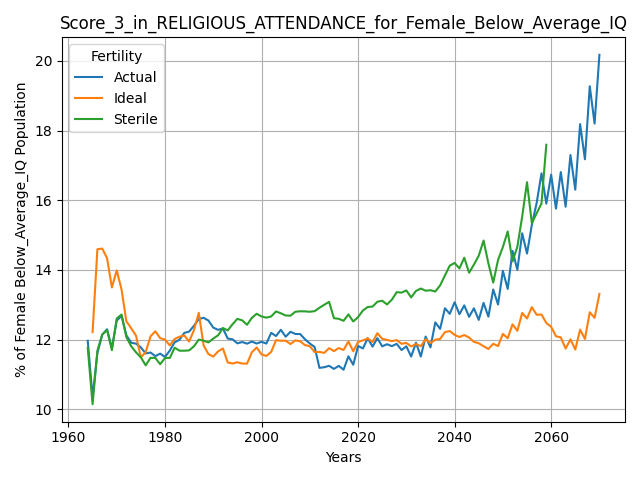 Score_3_in_RELIGIOUS_ATTENDANCE_for_Female_Below_Average_IQ
Fertility
Actual
Ideal
Sterile
% of Female Below_Average_IQ Population
20
18
16
14
12
10
1960
1980
2000
2020
2040
2060
Years